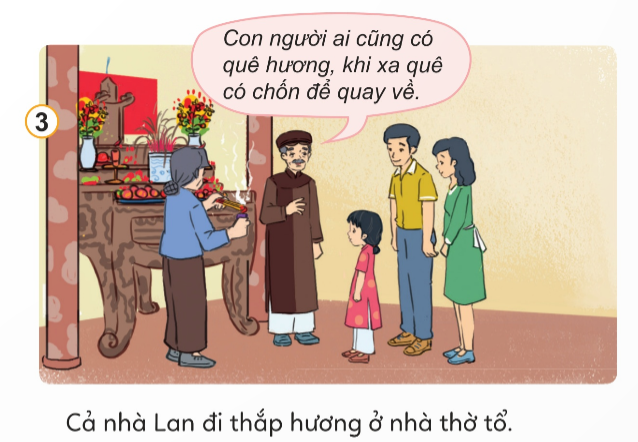 Con người ai cũng có
quê hương, khi xa quê
có chốn để quay về.
3
Cả nhà Lan đi thắp hương ở nhà thờ tổ.